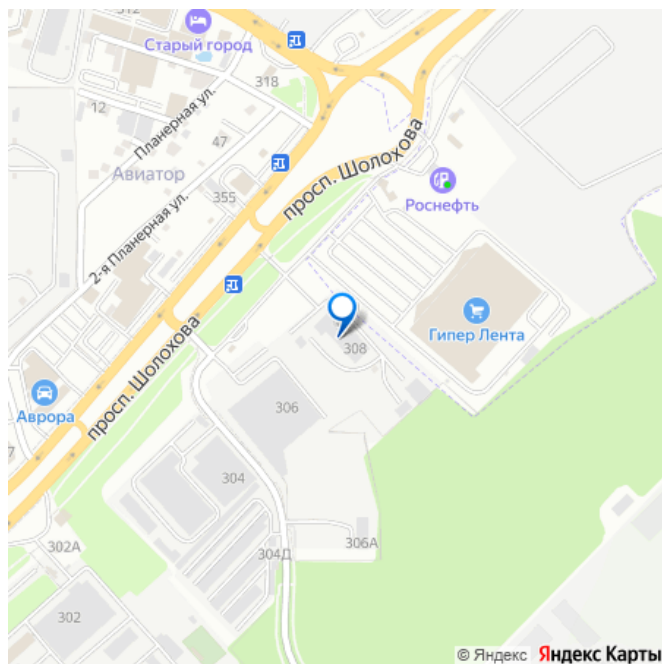 312
Старый город
318
12
Планерная ул.
47
просп. Шолохова
Авиатор
355
Роснефть
2-я Планерная ул.
Гипер Лента
308
просп. Шолохова
Аврора
306
7
304
302А
304Д
306А
302
© Яндекс Яндекс Карты